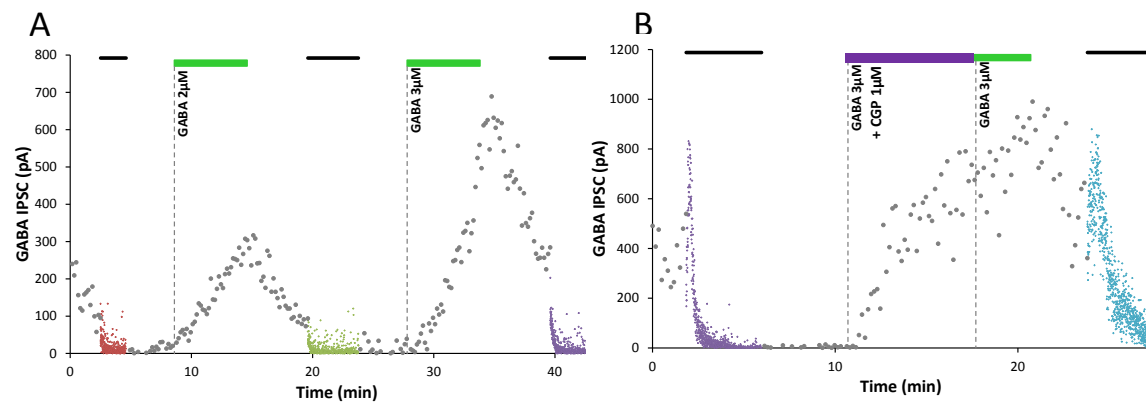 A
800
700
600
500
400
300
200
100
0
GABA IPSC (pA)
GABA 2µM
GABA 3µM
0
10
20
30
40
Time (min)
B
1200
1000
800
600
400
200
0
GABA IPSC (pA)
GABA 3µM
+ CGP 1µM
GABA 3µM
0
10
20
Time (min)